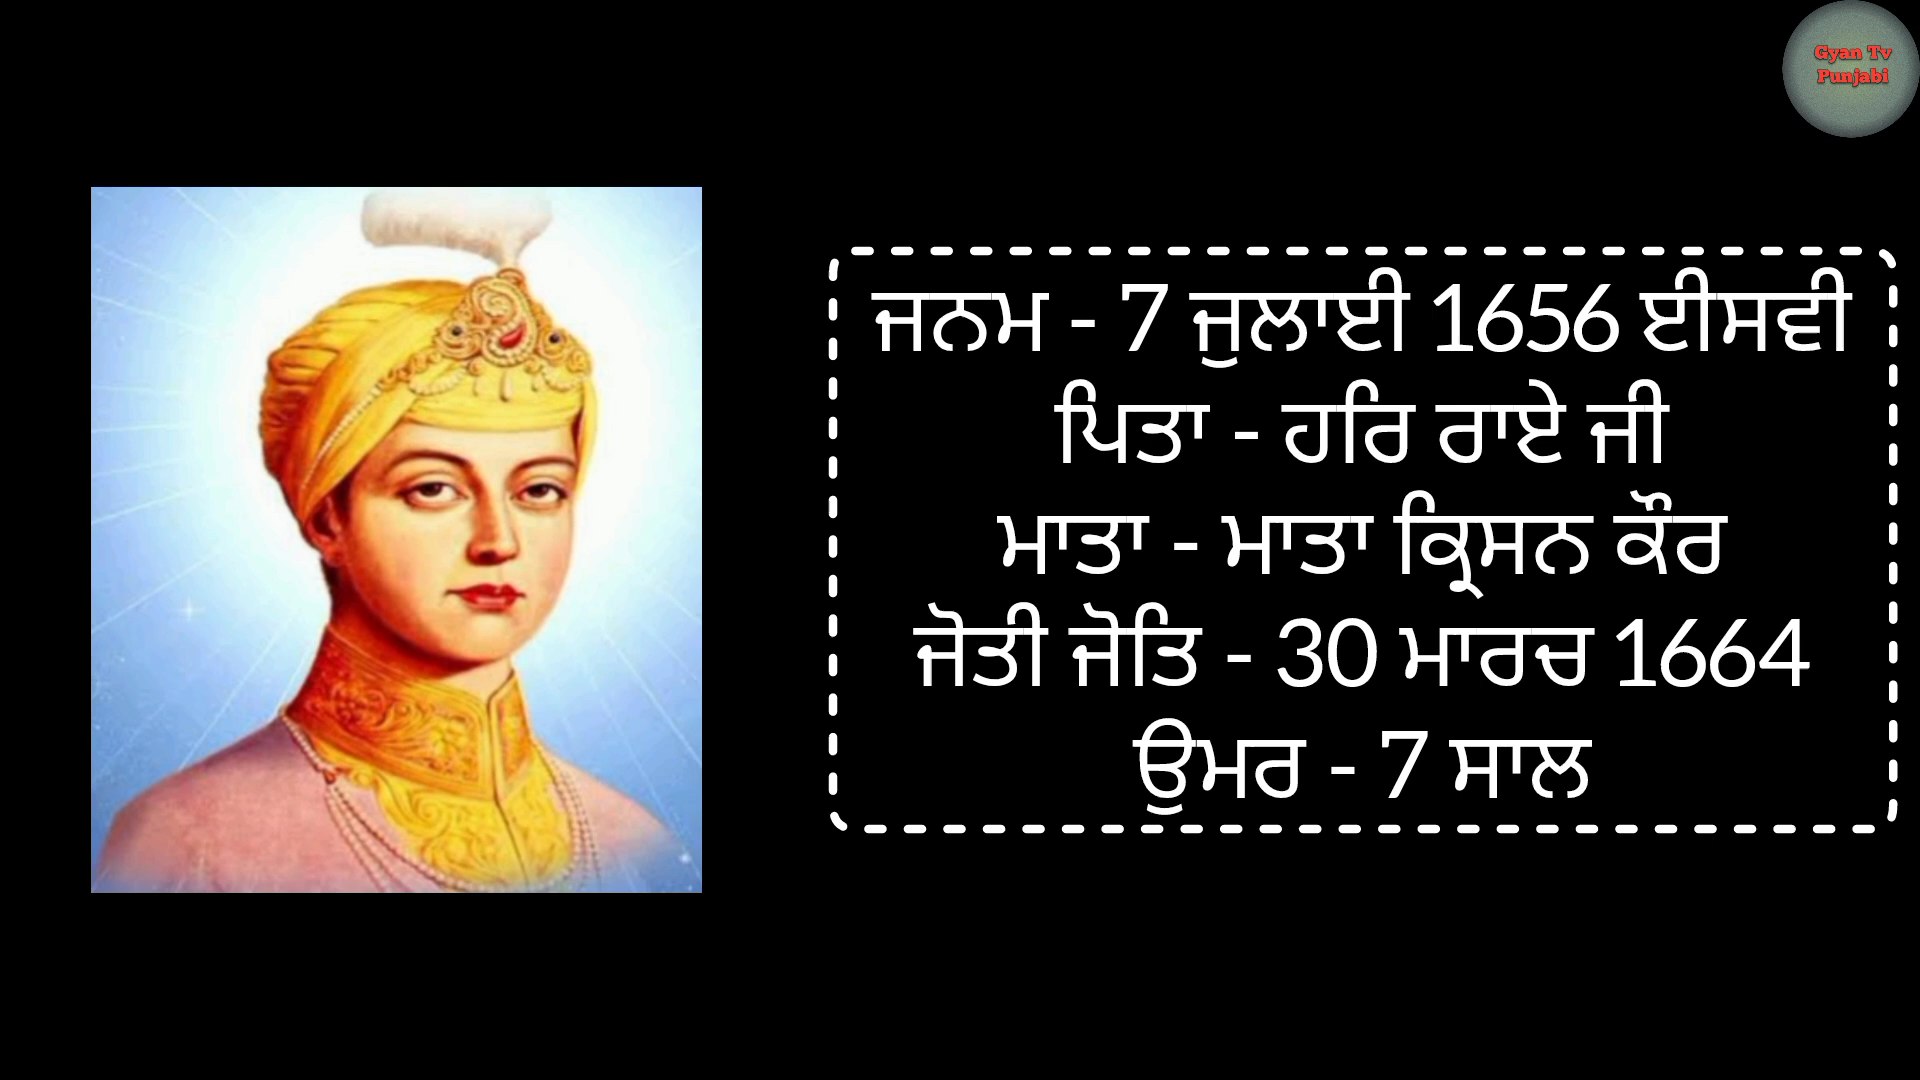 Gyan Tv
Punjabi
ਜਨਮ - 7 ਜੁਲਾਈ 1656 ਈਸਵੀ
ਪਿਤਾ - ਹਰਿ ਰਾਏ ਜੀ
ਮਾਤਾ - ਮਾਤਾ ਕ੍ਰਿਸਨ ਕੌਰ
ਜੋਤੀ ਜੋਤਿ - 30 ਮਾਰਚ 1664
ਉਮਰ - 7 ਸਾਲ